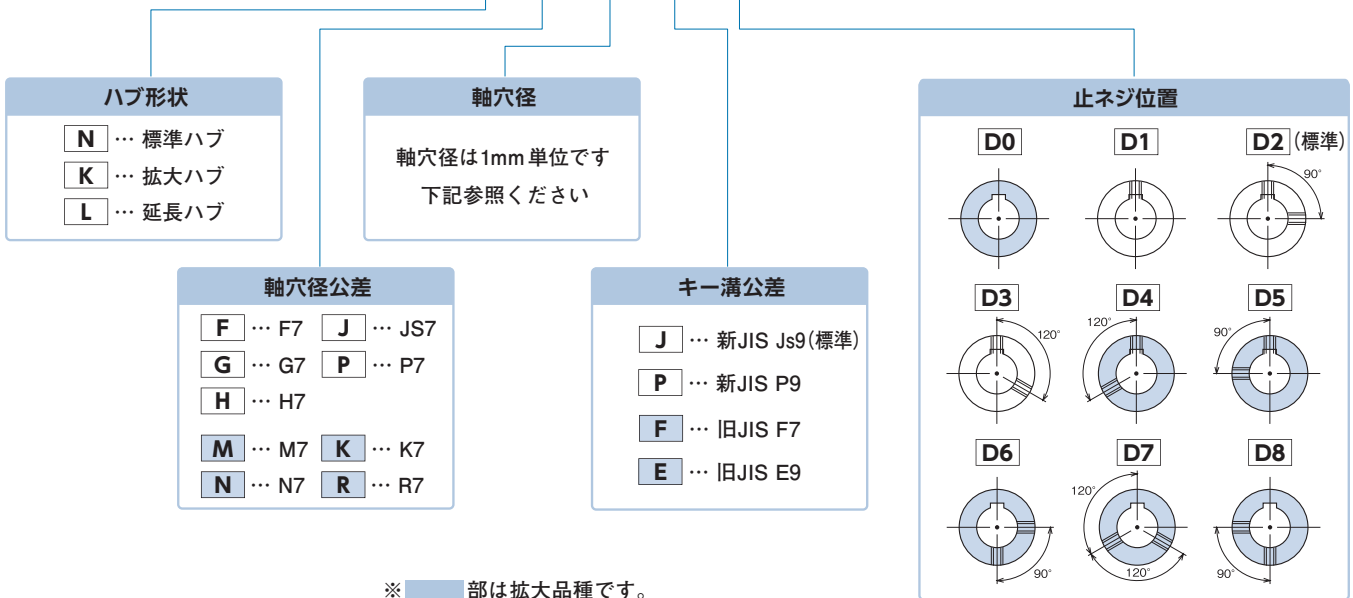 ハブ形状
N … 標準ハブ
K … 拡大ハブ
L … 延長ハブ
軸穴径
軸穴径は1mm単位です
下記参照ください
軸穴径公差
F … F7 J … JS7
G … G7 P … P7
H … H7
M … M7 K … K7
N … N7 R … R7
キー溝公差
J … 新JIS Js9(標準)
P … 新JIS P9
F … 旧JIS F7
E … 旧JIS E9
止ネジ位置
D0 D1 D2(標準)
90°
D3 D4 D5
120° 120° 90°
D6 D7 D8
90° 120° 120° 90°
※ 部は拡大品種です。